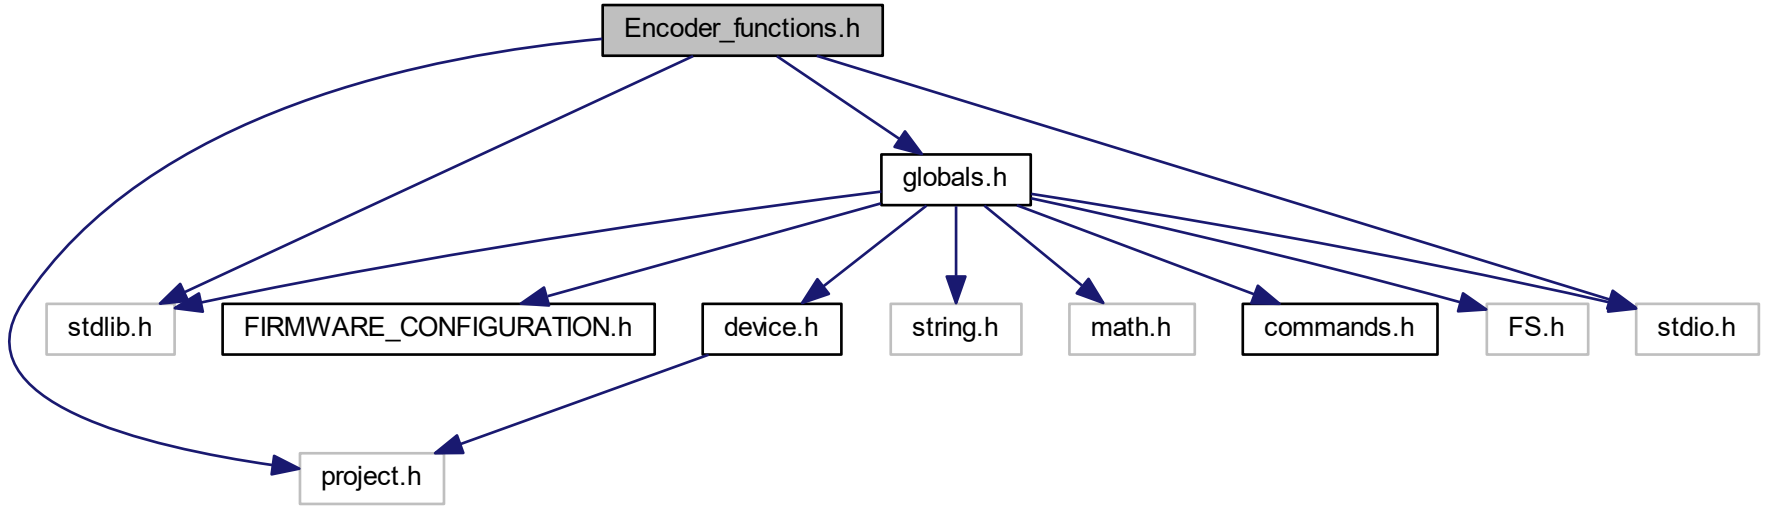 Encoder_functions.h
globals.h
stdlib.h
FIRMWARE_CONFIGURATION.h
device.h
string.h
math.h
commands.h
FS.h
stdio.h
project.h